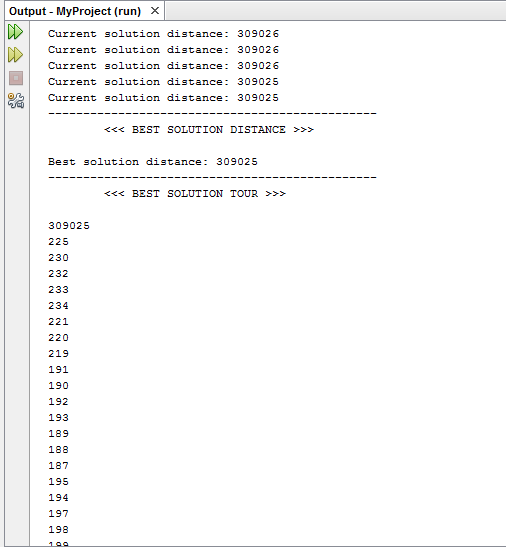 Output - MyProject (run)
Current solution distance: 309026
Current solution distance: 309026
Current solution distance: 309026
Current solution distance: 309025
Current solution distance: 309025
-----------------------------------------------
<<< BEST SOLUTION DISTANCE >>>
Best solution distance: 309025
-----------------------------------------------
<<< BEST SOLUTION TOUR >>>
309025
225
230
232
233
234
221
220
219
191
190
192
193
189
188
187
195
194
197
198
199